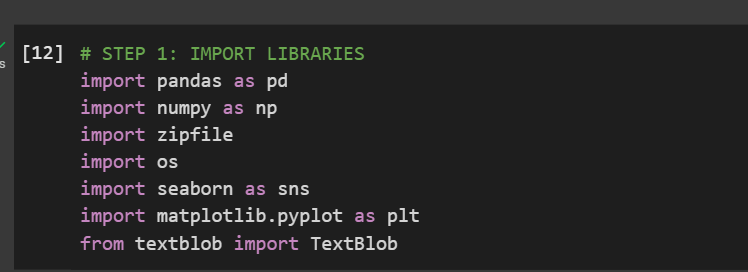 [12] # STEP 1: IMPORT LIBRARIES
import pandas as pd
import numpy as np
import zipfile
import os
import seaborn as sns
import matplotlib.pyplot as plt
from textblob import TextBlob
s